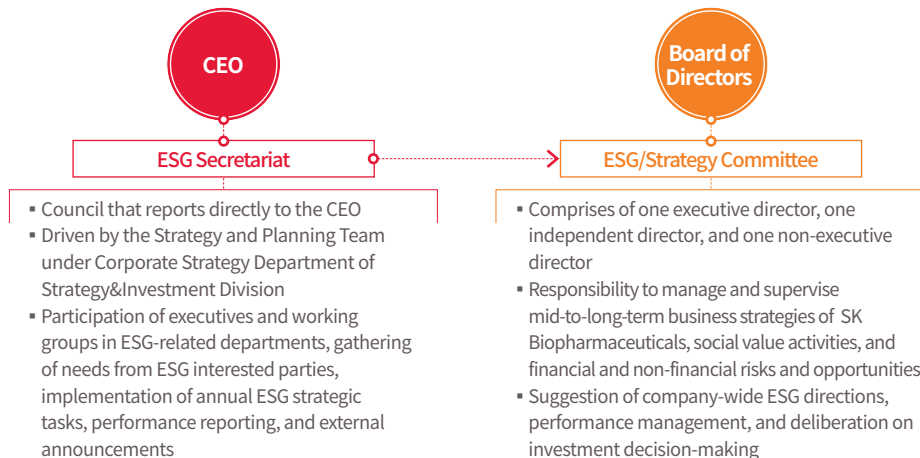 CEO
ESG Secretariat
▪ Council that reports directly to the CEO
▪ Driven by the Strategy and Planning Team
under Corporate Strategy Department of
Strategy&Investment Division
▪ Participation of executives and working
groups in ESG-related departments, gathering
of needs from ESG interested parties,
implementation of annual ESG strategic
tasks, performance reporting, and external
announcements
Board of
Directors
ESG/Strategy Committee
▪ Comprises of one executive director, one
independent director, and one non-executive
director
▪ Responsibility to manage and supervise
mid-to-long-term business strategies of SK
Biopharmaceuticals, social value activities, and
financial and non-financial risks and opportunities
▪ Suggestion of company-wide ESG directions,
performance management, and deliberation on
investment decision-making